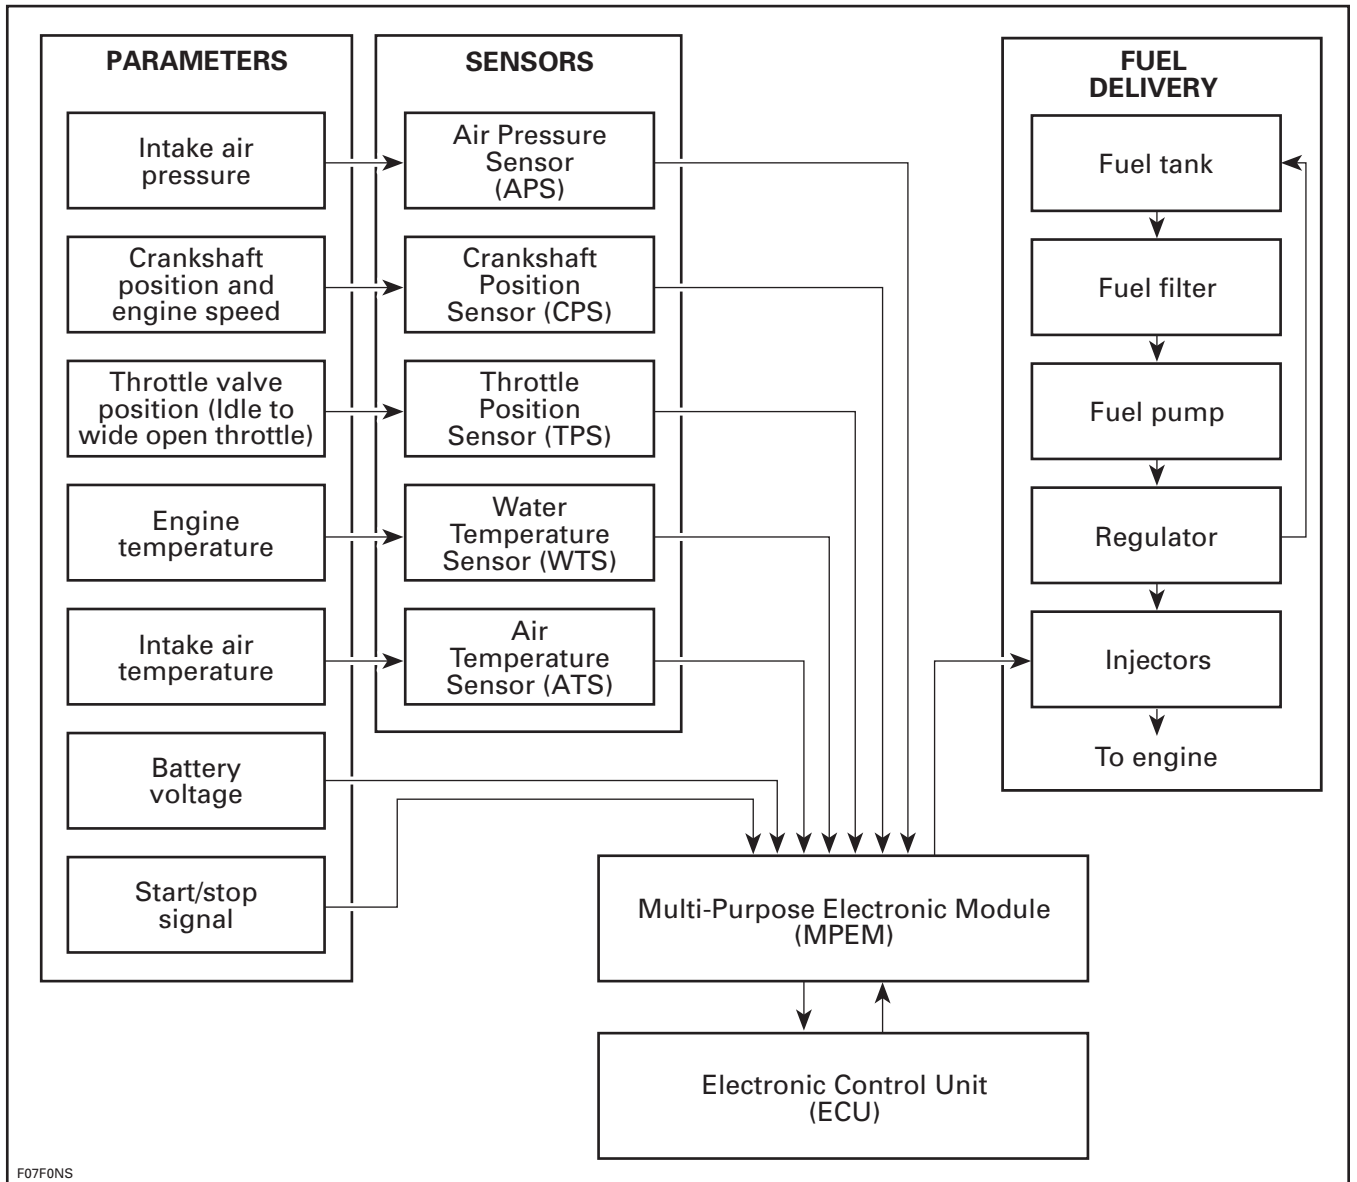 PARAMETERS
Intake air
pressure
Crankshaft
position and
engine speed
Throttle valve
position (Idle to
wide open throttle)
Engine
temperature
Intake air
temperature
Battery
voltage
Start/stop
signal
SENSORS
Air Pressure
Sensor
(APS)
Crankshaft
Position
Sensor (CPS)
Throttle
Position
Sensor (TPS)
Water
Temperature
Sensor (WTS)
Air
Temperature
Sensor (ATS)
FUEL
DELIVERY
Fuel tank
Fuel filter
Fuel pump
Regulator
Injectors
To engine
Multi-Purpose Electronic Module
(MPEM)
Electronic Control Unit
(ECU)
F07F0NS